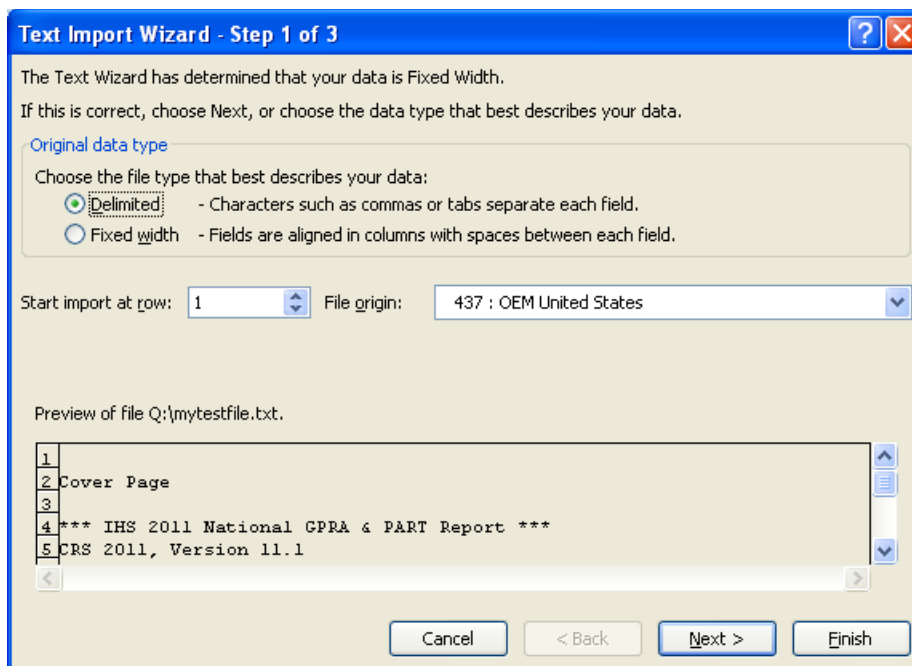 Text Import Wizard - Step 1 of 3
The Text Wizard has determined that your data is Fixed Width.
If this is correct, choose Next, or choose the data type that best describes your data.
Original data type
Choose the file type that best describes your data:
Delimited - Characters such as commas or tabs separate each field.
Fixed width - Fields are aligned in columns with spaces between each field.
Start import at row: 1 File origin: 437 : OEM United States
Preview of file Q:\mytestfile.txt.
1
2 Cover Page
3
4 *** IHS 2011 National GPRA & PART Report ***
5 CRS 2011, Version 11.1
Cancel < Back Next > Finish